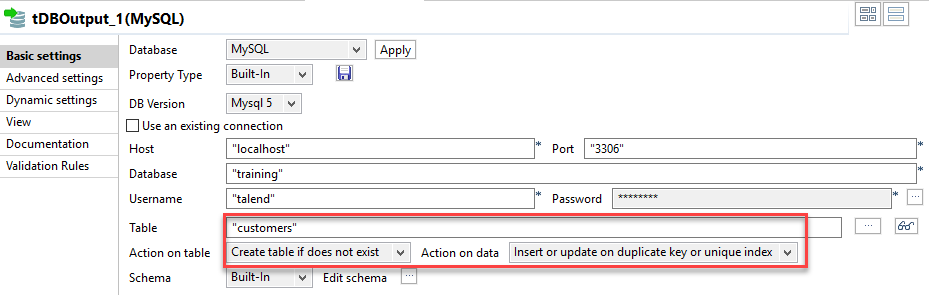 tDBOutput_1(MySQL)
Basic settings
Advanced settings
Dynamic settings
View
Documentation
Validation Rules
Database MySQL Apply
Property Type Built-In
DB Version Mysql 5
Use an existing connection
Host "localhost" * Port "3306" *
Database "training" *
Username "talend" * Password ******** * ...
Table "customers" ...
Action on table Create table if does not exist Action on data Insert or update on duplicate key or unique index
Schema Built-In Edit schema ...